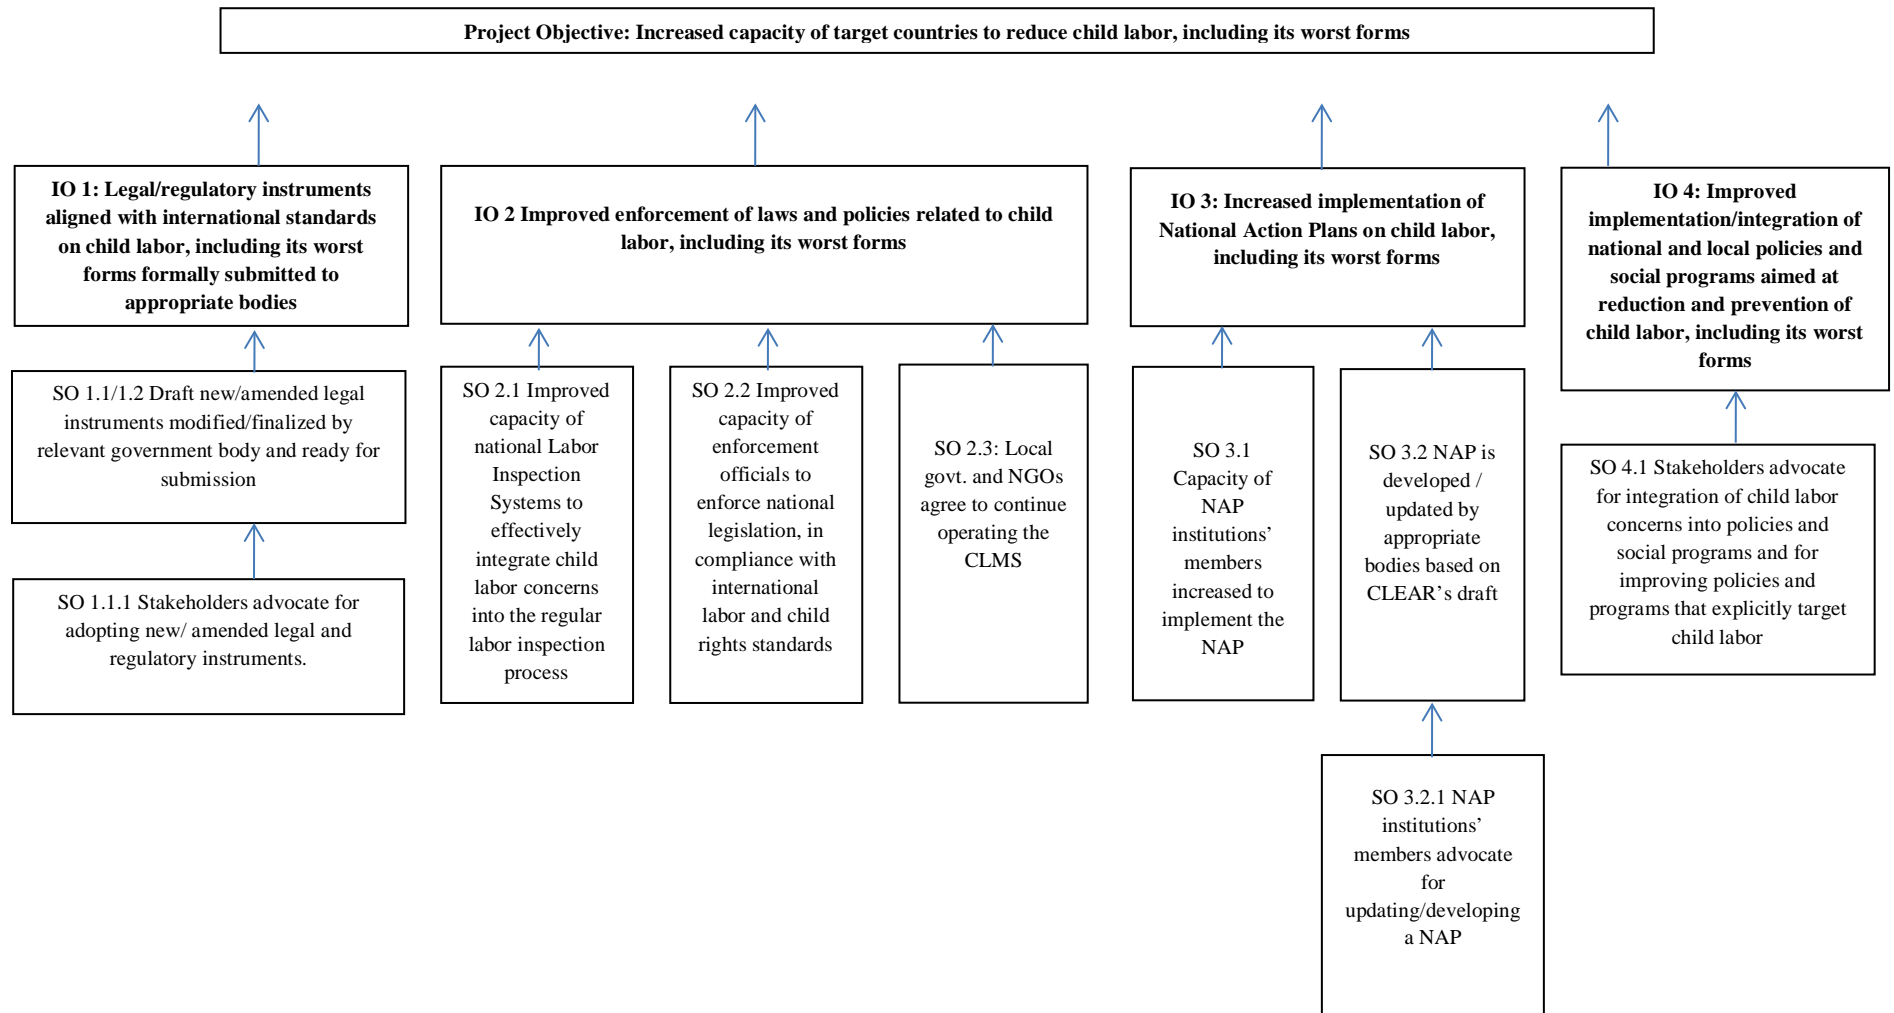 Project Objective: Increased capacity of target countries to reduce child labor, including its worst forms
IO 1: Legal/regulatory instruments
aligned with international standards
on child labor, including its worst
forms formally submitted to
appropriate bodies
IO 2 Improved enforcement of laws and policies related to child
labor, including its worst forms
IO 3: Increased implementation of
National Action Plans on child labor,
including its worst forms
IO 4: Improved
implementation/integration of
national and local policies and
social programs aimed at
reduction and prevention of
child labor, including its worst
forms
SO 1.1/1.2 Draft new/amended legal
instruments modified/finalized by
relevant government body and ready for
submission
SO 1.1.1 Stakeholders advocate for
adopting new/ amended legal and
regulatory instruments.
SO 2.1 Improved
capacity of
national Labor
Inspection
Systems to
effectively
integrate child
labor concerns
into the regular
labor inspection
process
SO 2.2 Improved
capacity of
enforcement
officials to
enforce national
legislation, in
compliance with
international
labor and child
rights standards
SO 2.3: Local
govt. and NGOs
agree to continue
operating the
CLMS
SO 3.1
Capacity of
NAP
institutions’
members
increased to
implement the
NAP
SO 3.2 NAP is
developed /
updated by
appropriate
bodies based on
CLEAR’s draft
SO 3.2.1 NAP
institutions’
members advocate
for
updating/developing
a NAP
SO 4.1 Stakeholders advocate
for integration of child labor
concerns into policies and
social programs and for
improving policies and
programs that explicitly target
child labor